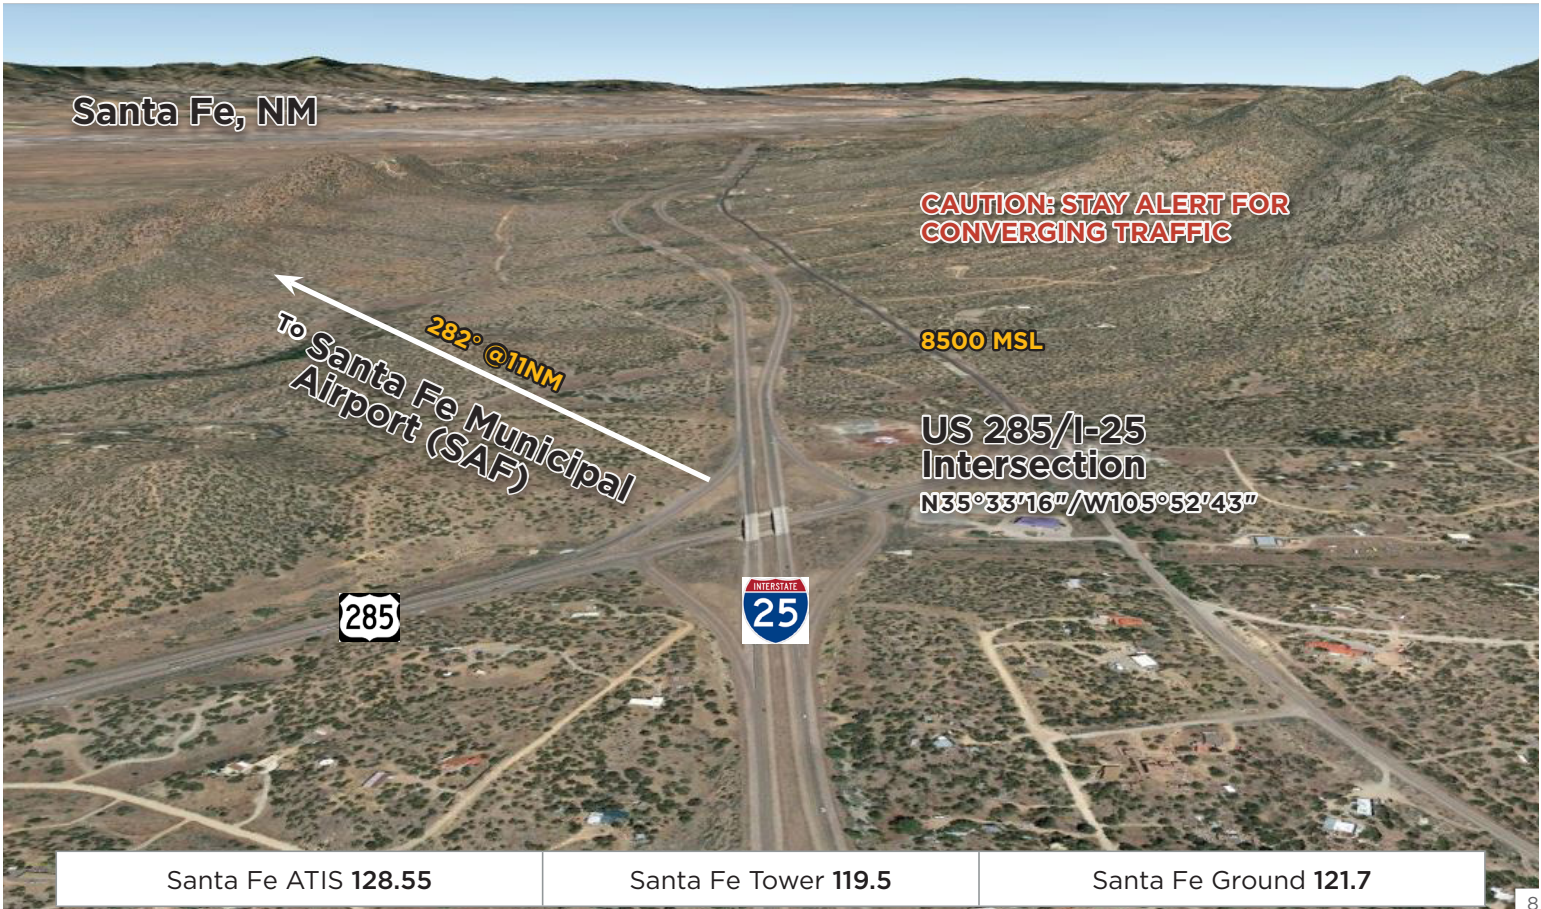 Santa Fe, NM
CAUTION: STAY ALERT FOR
CONVERGING TRAFFIC
282° @11NM
To Santa Fe Municipal
Airport (SAF)
8500 MSL
US 285/I-25
Intersection
N35°33'16"/W105°52'43"
285
INTERSTATE
25
Santa Fe ATIS 128.55
Santa Fe Tower 119.5
Santa Fe Ground 121.7
8